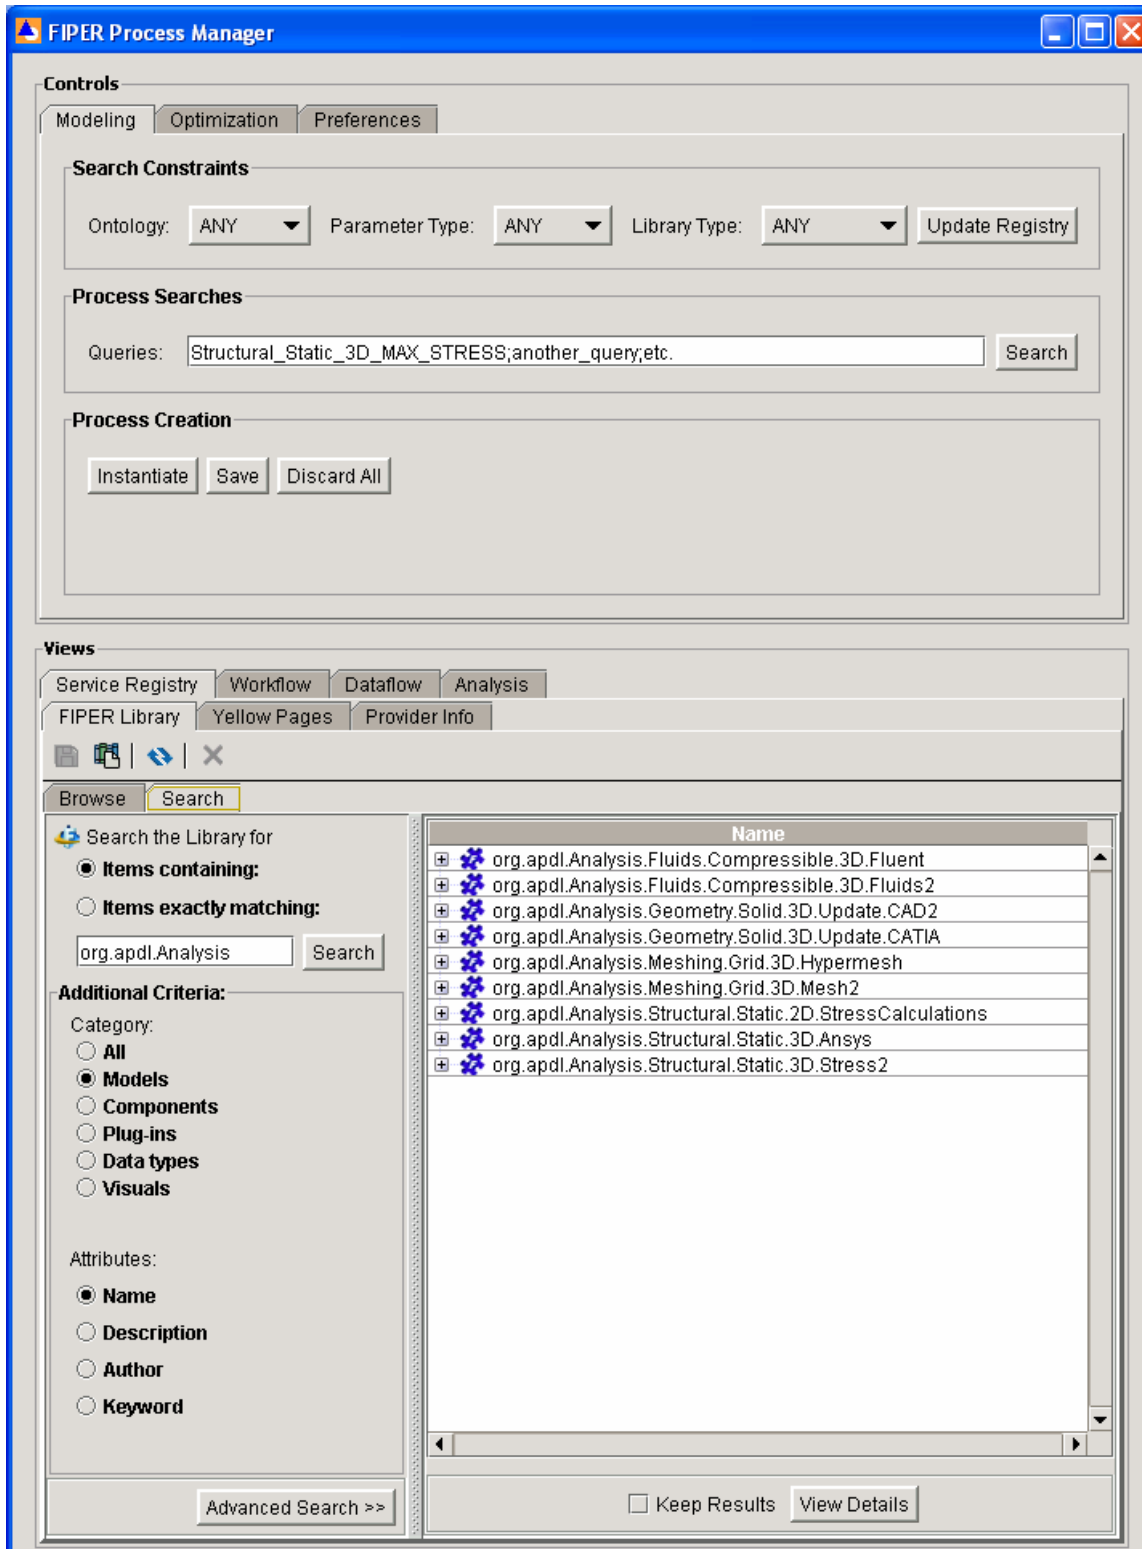 FIPER Process Manager
Controls
Modeling Optimization Preferences
Search Constraints
Ontology: ANY Parameter Type: ANY Library Type: ANY Update Registry
Process Searches
Queries: Structural_Static_3D_MAX_STRESS;another_query;etc. Search
Process Creation
Instantiate Save Discard All
Views
Service Registry Workflow Dataflow Analysis
FIPER Library Yellow Pages Provider Info
Browse Search
Search the Library for
Items containing:
Items exactly matching:
org.apdl.Analysis Search
Additional Criteria:
Category:
All
Models
Components
Plug-ins
Data types
Visuals
Attributes:
Name
Description
Author
Keyword
Advanced Search >>
Name
org.apdl.Analysis.Fluids.Compressible.3D.Fluent
org.apdl.Analysis.Fluids.Compressible.3D.Fluids2
org.apdl.Analysis.Geometry.Solid.3D.Update.CAD2
org.apdl.Analysis.Geometry.Solid.3D.Update.CATIA
org.apdl.Analysis.Meshing.Grid.3D.Hypermesh
org.apdl.Analysis.Meshing.Grid.3D.Mesh2
org.apdl.Analysis.Structural.Static.2D.StressCalculations
org.apdl.Analysis.Structural.Static.3D.Ansys
org.apdl.Analysis.Structural.Static.3D.Stress2
Keep Results View Details